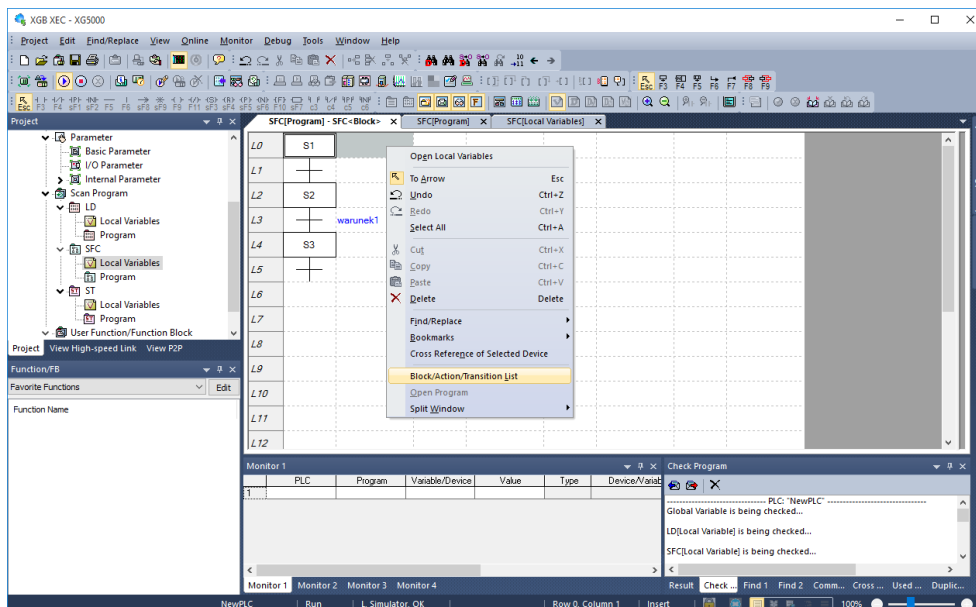 XGB XEC - XG5000
Project Edit Find/Replace View Online Monitor Debug Tools Window Help
Project
Parameter
Basic Parameter
I/O Parameter
Internal Parameter
Scan Program
LD
Local Variables
Program
SFC
Local Variables
Program
ST
Local Variables
Program
User Function/Function Block
Project View High-speed Link View P2P
Function/FB
Favorite Functions Edit
Function Name
SFC[Program] - SFC<Block> SFC[Program] SFC[Local Variables]
L0 S1
L1
L2 S2
L3 warunek1
L4 S3
L5
L6
L7
L8
L9
L10
L11
L12
Open Local Variables
To Arrow Esc
Undo Ctrl+Z
Redo Ctrl+Y
Select All Ctrl+A
Cut Ctrl+X
Copy Ctrl+C
Paste Ctrl+V
Delete Delete
Find/Replace
Bookmarks
Cross Reference of Selected Device
Block/Action/Transition List
Open Program
Split Window
Monitor 1
PLC Program Variable/Device Value Type Device/Variab
1
Monitor 1 Monitor 2 Monitor 3 Monitor 4
Check Program
PLC: "NewPLC"
Global Variable is being checked...
LD[Local Variable] is being checked...
SFC[Local Variable] is being checked...
Result Check ... Find 1 Find 2 Comm... Cross ... Used ... Duplic...
NewPLC Run L. Simulator, OK Row 0, Column 1 Insert 100%